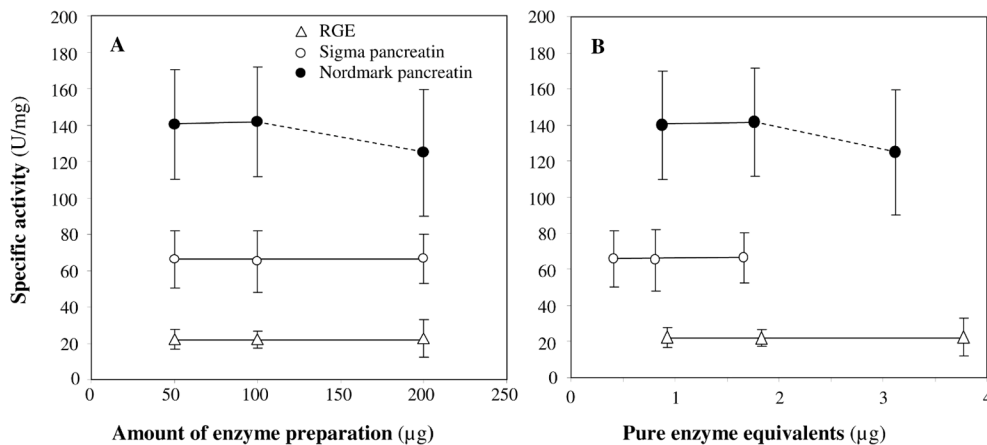 A
RGE
Sigma pancreatin
Nordmark pancreatin
Specific activity (U/mg)
200
180
160
140
120
100
80
60
40
20
0
0 50 100 150 200 250
Amount of enzyme preparation (µg)
B
200
180
160
140
120
100
80
60
40
20
0
0 1 2 3 4
Pure enzyme equivalents (µg)